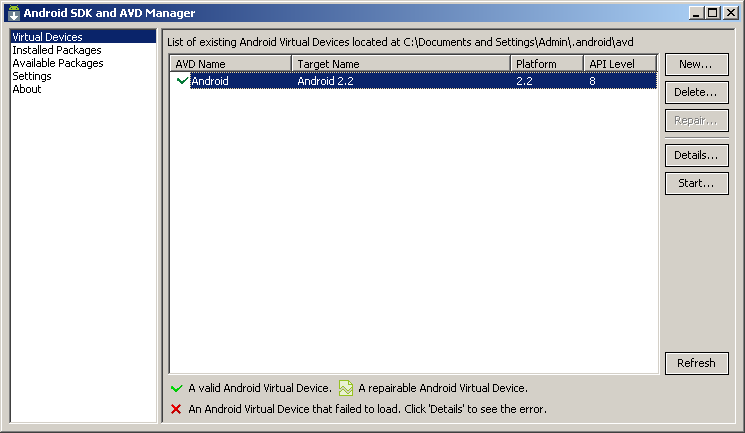 Android SDK and AVD Manager
Virtual Devices
Installed Packages
Available Packages
Settings
About
List of existing Android Virtual Devices located at C:\Documents and Settings\Admin\.android\avd
AVD Name Target Name Platform API Level
Android Android 2.2 2.2 8
New...
Delete...
Repair...
Details...
Start...
Refresh
A valid Android Virtual Device. A repairable Android Virtual Device.
An Android Virtual Device that failed to load. Click 'Details' to see the error.